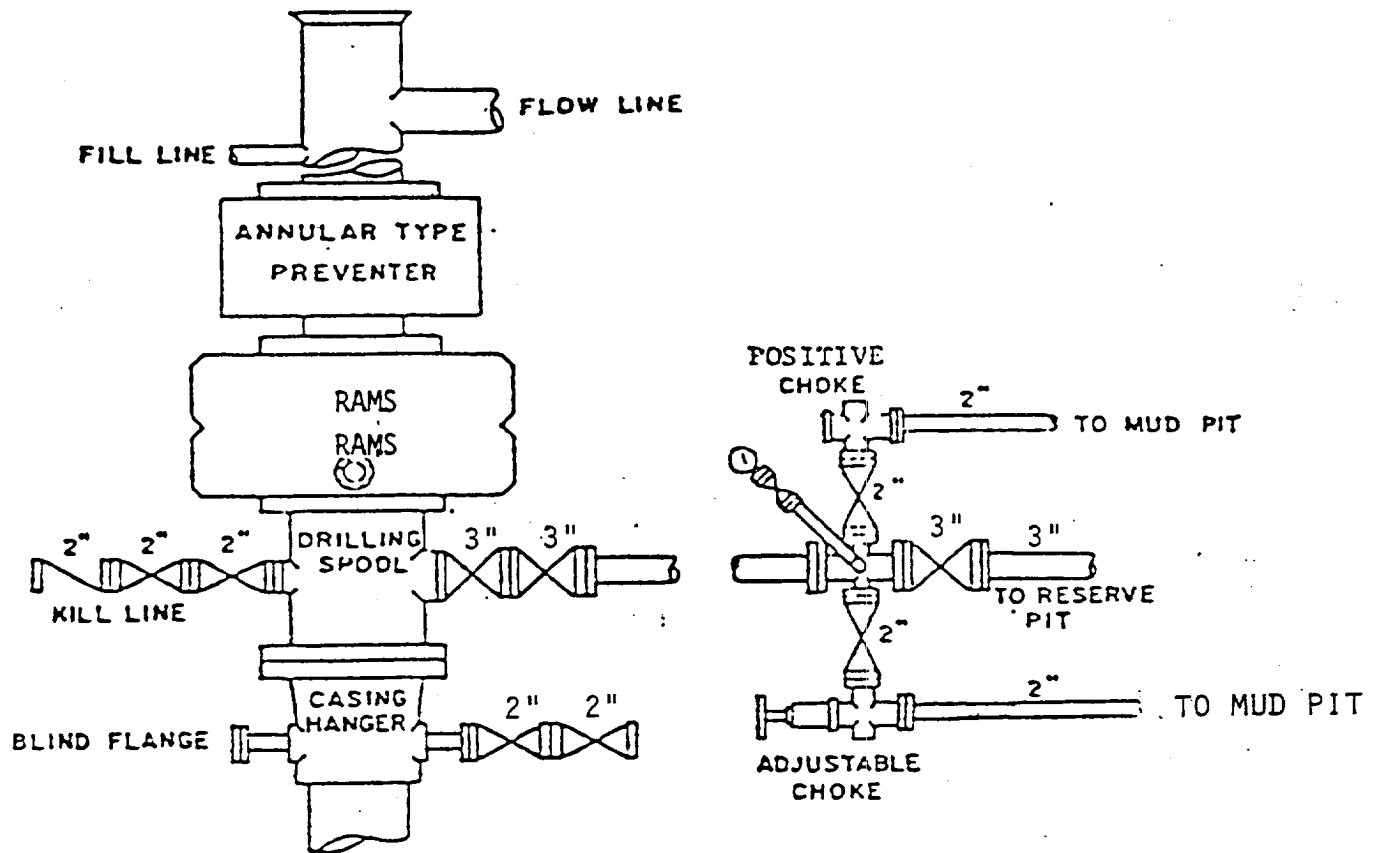 FLOW LINE
FILL LINE
ANNULAR TYPE
PREVENTER
RAMS
RAMS
DRILLING
SPOOL
2"
2"
2"
3"
3"
KILL LINE
CASING
HANGER
2"
2"
BLIND FLANGE
POSITIVE
CHOKE
2"
TO MUD PIT
2"
3"
3"
TO RESERVE
PIT
2"
2"
TO MUD PIT
ADJUSTABLE
CHOKE